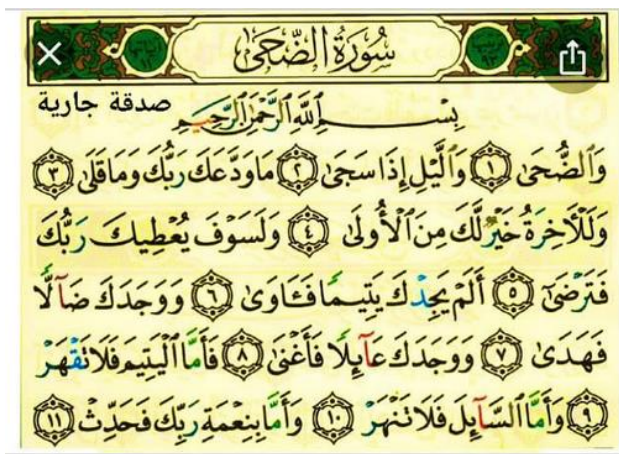 سُورَةُ الضُّحَىٰ
صدقة جارية
بِسْمِ ٱللَّهِ ٱلرَّحْمَٰنِ ٱلرَّحِيمِ
وَٱلضُّحَىٰ ١ وَٱلَّيْلِ إِذَا سَجَىٰ ٢ مَا وَدَّعَكَ رَبُّكَ وَمَا قَلَىٰ ٣
وَلَلْأَخِرَةُ خَيْرٌ لَّكَ مِنَ ٱلْأُولَىٰ ٤ وَلَسَوْفَ يُعْطِيكَ رَبُّكَ
فَتَرْضَىٰٓ ٥ أَلَمْ يَجِدْكَ يَتِيمًا فَـَٔاوَىٰ ٦ وَوَجَدَكَ ضَآلًّا
فَهَدَىٰ ٧ وَوَجَدَكَ عَآئِلًا فَأَغْنَىٰ ٨ فَأَمَّا ٱلْيَتِيمَ فَلَا تَقْهَرْ
٩ وَأَمَّا ٱلسَّآئِلَ فَلَا تَنْهَرْ ١٠ وَأَمَّا بِنِعْمَةِ رَبِّكَ فَحَدِّثْ ١١